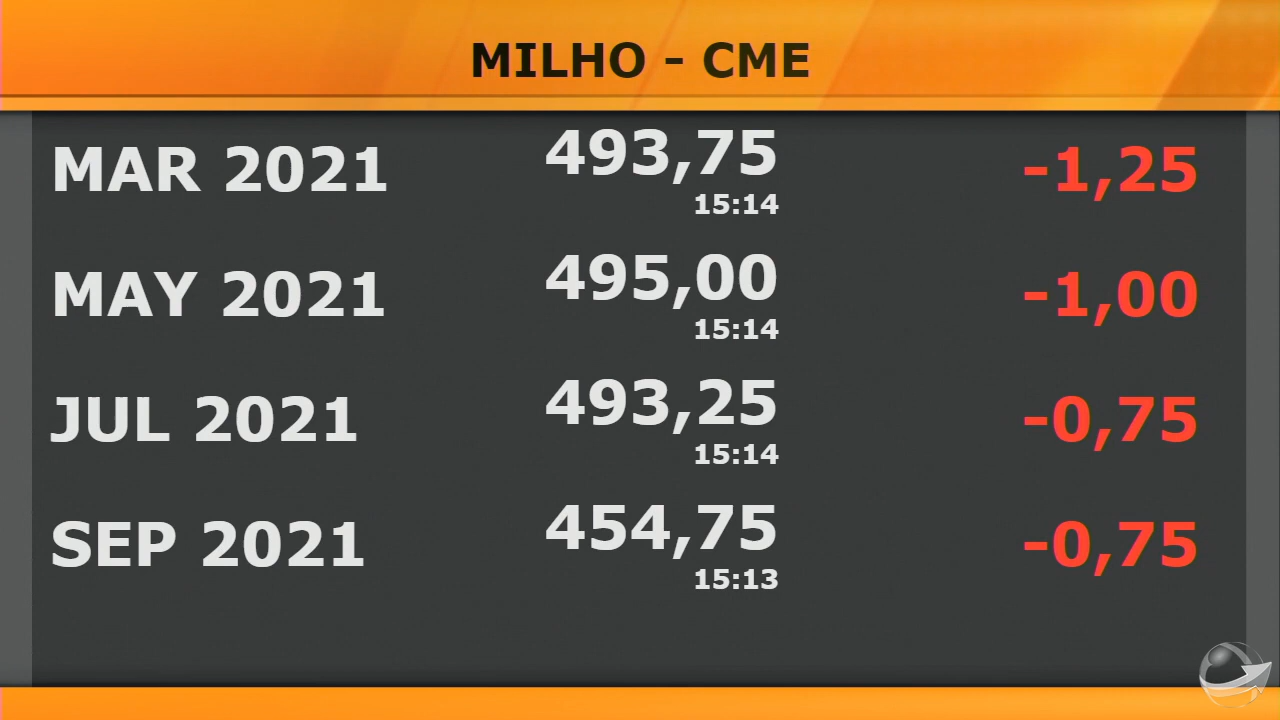 MILHO - CME
MAR 2021 493,75 -1,25
15:14
MAY 2021 495,00 -1,00
15:14
JUL 2021 493,25 -0,75
15:14
SEP 2021 454,75 -0,75
15:13